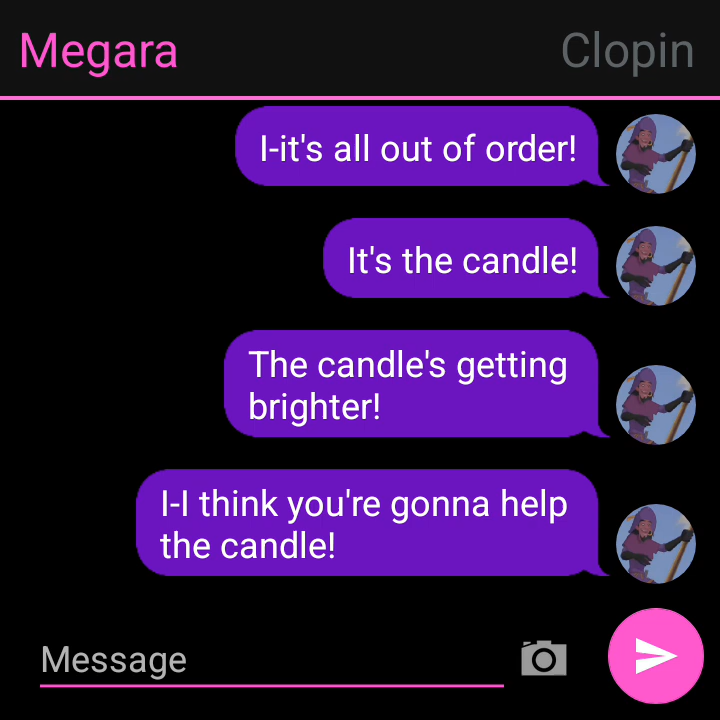 Megara
Clopin
I-it's all out of order!
It's the candle!
The candle's getting
brighter!
I-I think you're gonna help
the candle!
Message